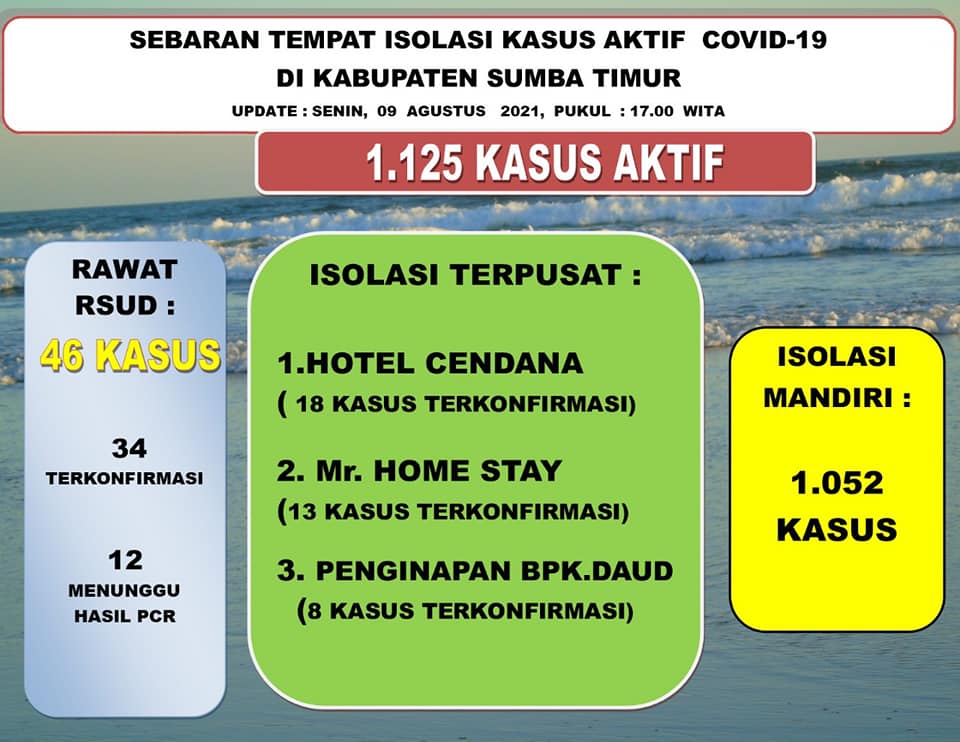 SEBARAN TEMPAT ISOLASI KASUS AKTIF COVID-19
DI KABUPATEN SUMBA TIMUR
UPDATE : SENIN, 09 AGUSTUS 2021, PUKUL : 17.00 WITA
1.125 KASUS AKTIF
RAWAT
RSUD :
46 KASUS
34
TERKONFIRMASI
12
MENUNGGU
HASIL PCR
ISOLASI TERPUSAT :
1.HOTEL CENDANA
( 18 KASUS TERKONFIRMASI)
2. Mr. HOME STAY
(13 KASUS TERKONFIRMASI)
3. PENGINAPAN BPK.DAUD
(8 KASUS TERKONFIRMASI)
ISOLASI
MANDIRI :
1.052
KASUS